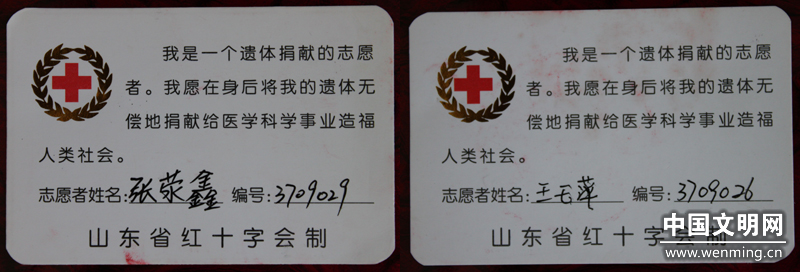 我是一个遗体捐献的志愿
者。我愿在身后将我的遗体无
偿地捐献给医学科学事业造福
人类社会。
志愿者姓名:张荥鑫 编号:3709029
山东省红十字会制
我是一个遗体捐献的志愿
者。我愿在身后将我的遗体无
偿地捐献给医学科学事业造福
人类社会。
志愿者姓名:王玉萍 编号:3709026
山东省红十字会制
中国文明网
www.wenming.cn